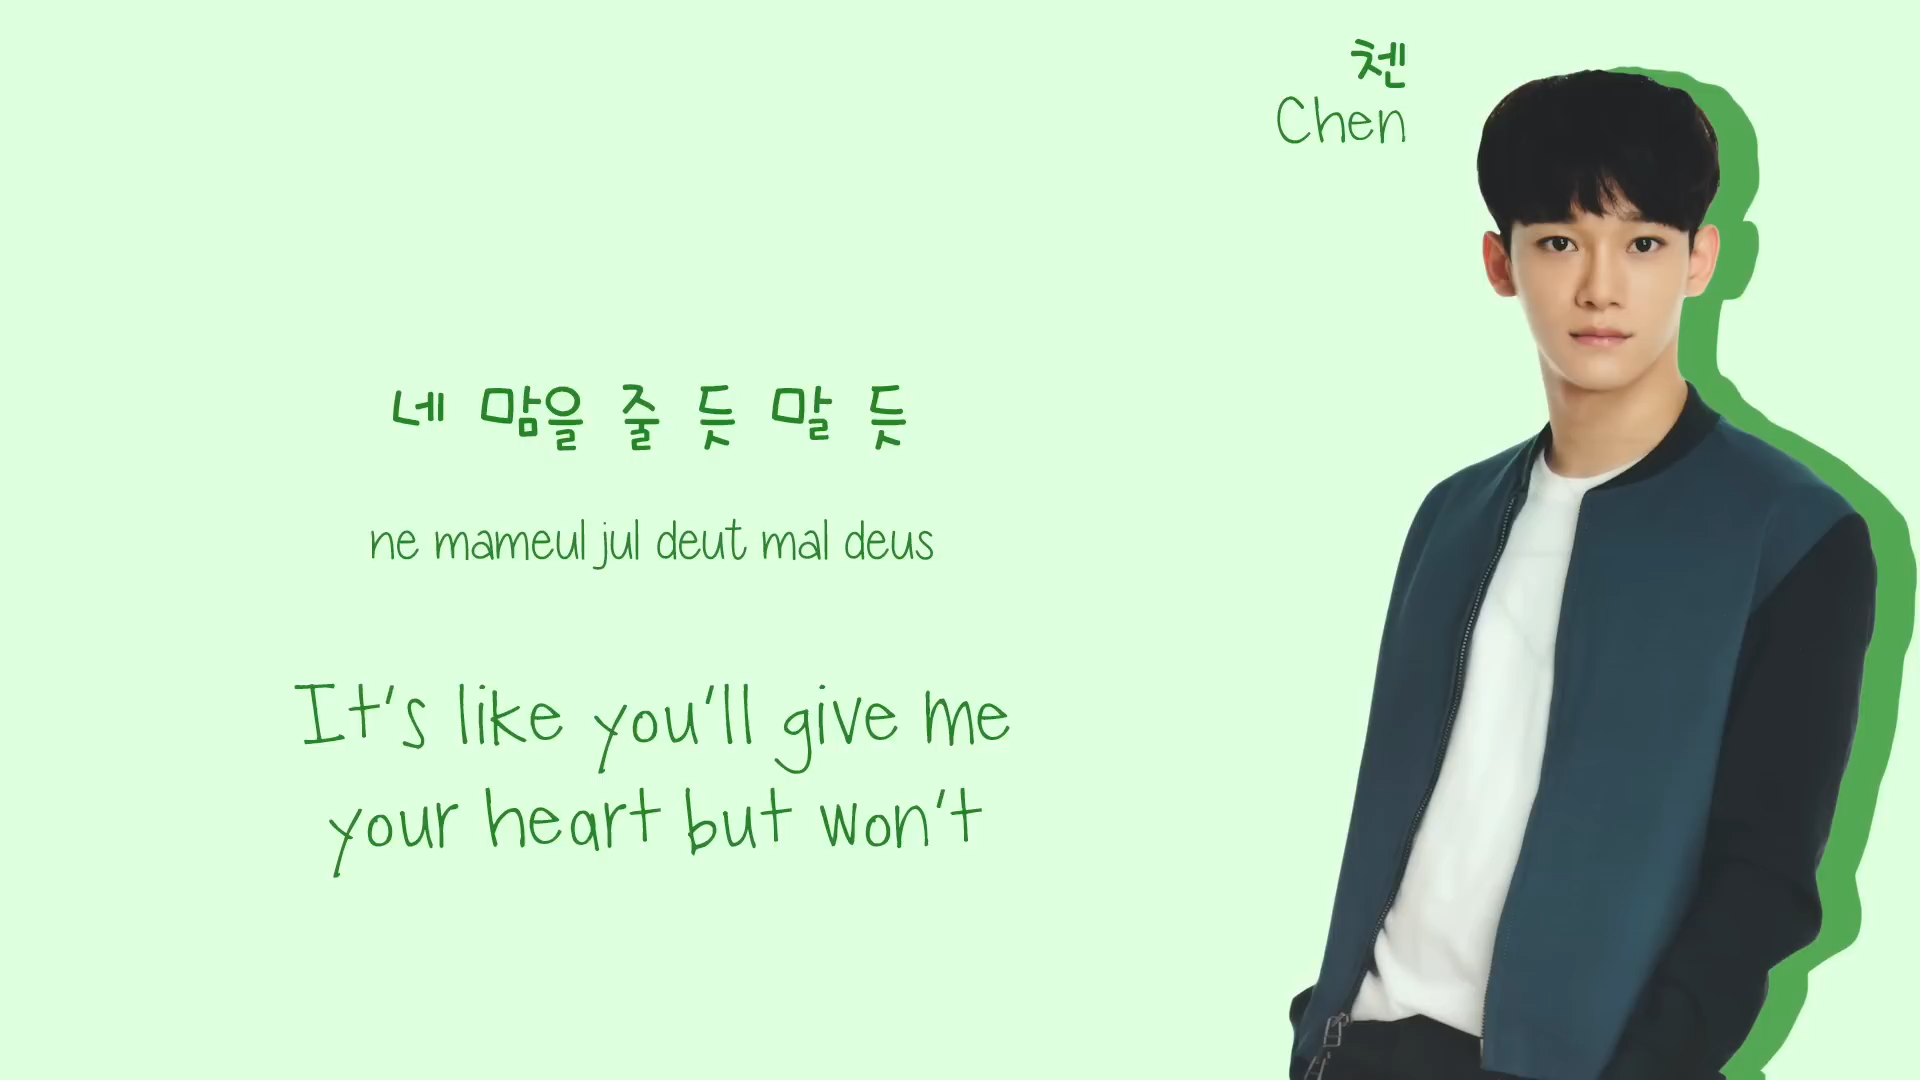 첸
Chen
네 맘을 줄 듯 말 듯
ne mameul jul deut mal deus
It's like you'll give me
your heart but won't